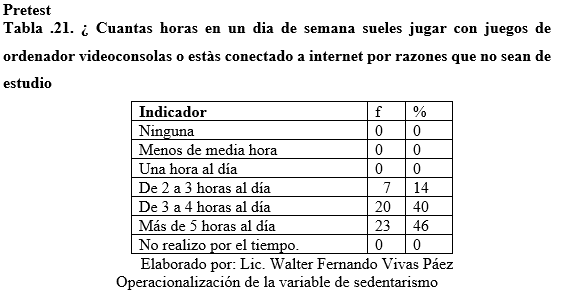 Pretest
Tabla .21. ¿ Cuantas horas en un dia de semana sueles jugar con juegos de
ordenador videoconsolas o estàs conectado a internet por razones que no sean de
estudio
Indicador f %
Ninguna 0 0
Menos de media hora 0 0
Una hora al día 0 0
De 2 a 3 horas al día 7 14
De 3 a 4 horas al día 20 40
Más de 5 horas al día 23 46
No realizo por el tiempo. 0 0
Elaborado por: Lic. Walter Fernando Vivas Páez
Operacionalización de la variable de sedentarismo